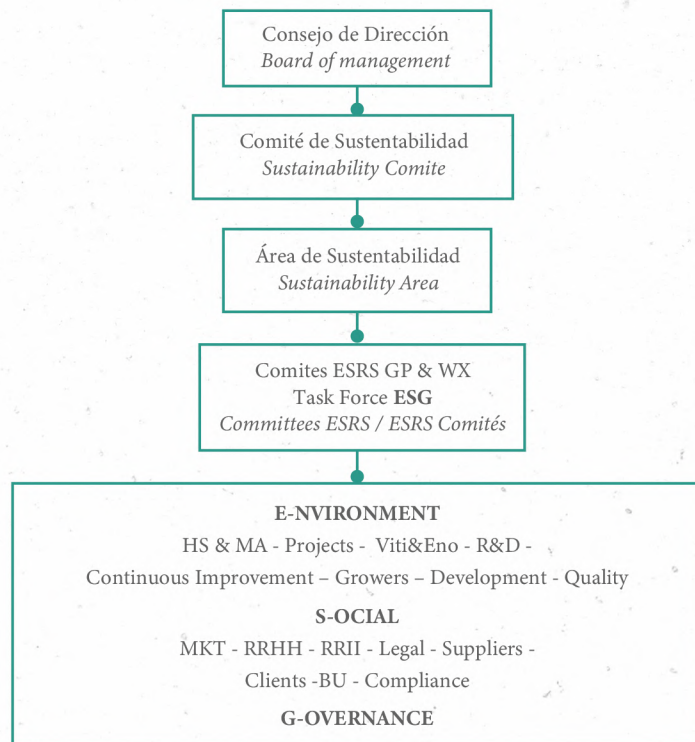 Consejo de Dirección
Board of management
Comité de Sustentabilidad
Sustainability Comite
Área de Sustentabilidad
Sustainability Area
Comites ESRS GP & WX
Task Force ESG
Committees ESRS / ESRS Comités
E-NVIRONMENT
HS & MA - Projects - Viti&Eno - R&D -
Continuous Improvement – Growers – Development - Quality
S-OCIAL
MKT - RRHH - RRII - Legal - Suppliers -
Clients -BU - Compliance
G-OVERNANCE